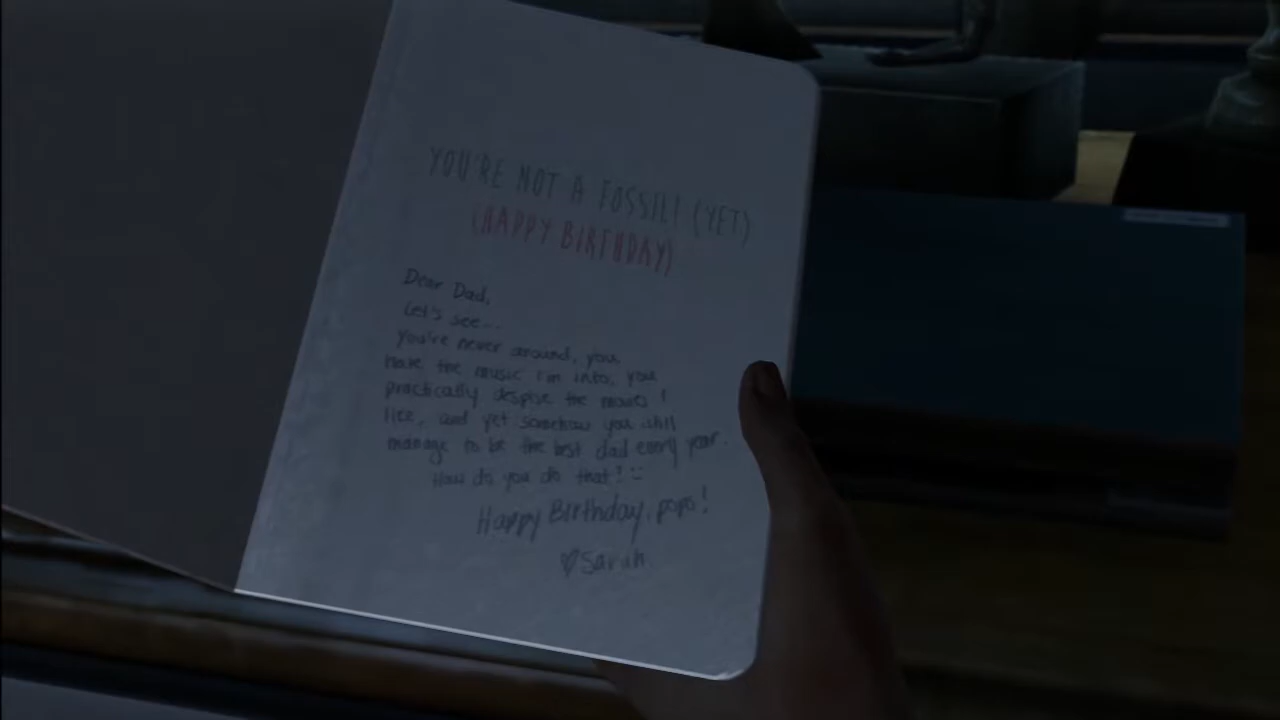 YOU'RE NOT A FOSSIL! (YET)
(HAPPY BIRTHDAY)
Dear Dad,
Let's see...
You're never around, you
hate the music I'm into, you
practically despise the movies I
like, and yet somehow you still
manage to be the best dad every year.
How do you do that? :-)
Happy Birthday, pops!
♡Sarah